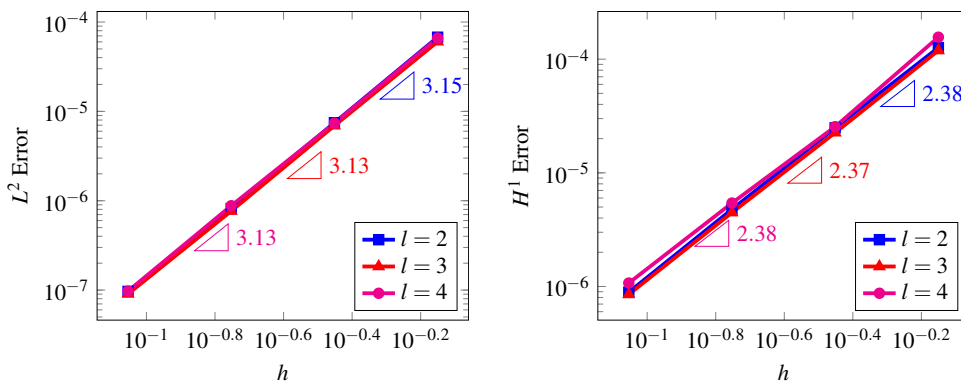 10^{-4}
10^{-5}
10^{-6}
10^{-7}
L^2 Error
3.15
3.13
3.13
l = 2
l = 3
l = 4
10^{-1} 10^{-0.8} 10^{-0.6} 10^{-0.4} 10^{-0.2}
h
10^{-4}
10^{-5}
10^{-6}
H^1 Error
2.38
2.37
2.38
l = 2
l = 3
l = 4
10^{-1} 10^{-0.8} 10^{-0.6} 10^{-0.4} 10^{-0.2}
h